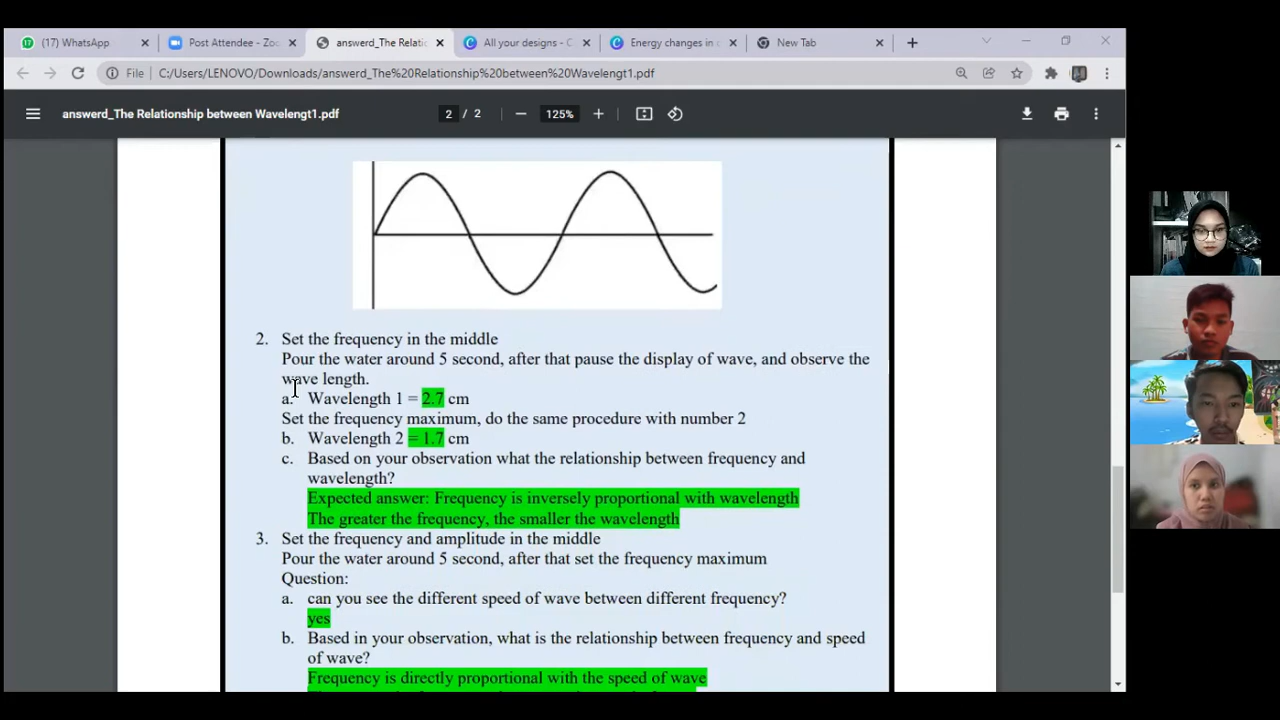 (17) WhatsApp
Post Attendee - Zoo
answerd_The Relatio
All your designs - C
Energy changes in c
New Tab
File
C:/Users/LENOVO/Downloads/answerd_The%20Relationship%20between%20Wavelengt1.pdf
answerd_The Relationship between Wavelengt1.pdf
2 / 2
125%
2. Set the frequency in the middle
Pour the water around 5 second, after that pause the display of wave, and observe the
wave length.
a. Wavelength 1 = 2.7 cm
Set the frequency maximum, do the same procedure with number 2
b. Wavelength 2 = 1.7 cm
c. Based on your observation what the relationship between frequency and
wavelength?
Expected answer: Frequency is inversely proportional with wavelength
The greater the frequency, the smaller the wavelength
3. Set the frequency and amplitude in the middle
Pour the water around 5 second, after that set the frequency maximum
Question:
a. can you see the different speed of wave between different frequency?
yes
b. Based in your observation, what is the relationship between frequency and speed
of wave?
Frequency is directly proportional with the speed of wave